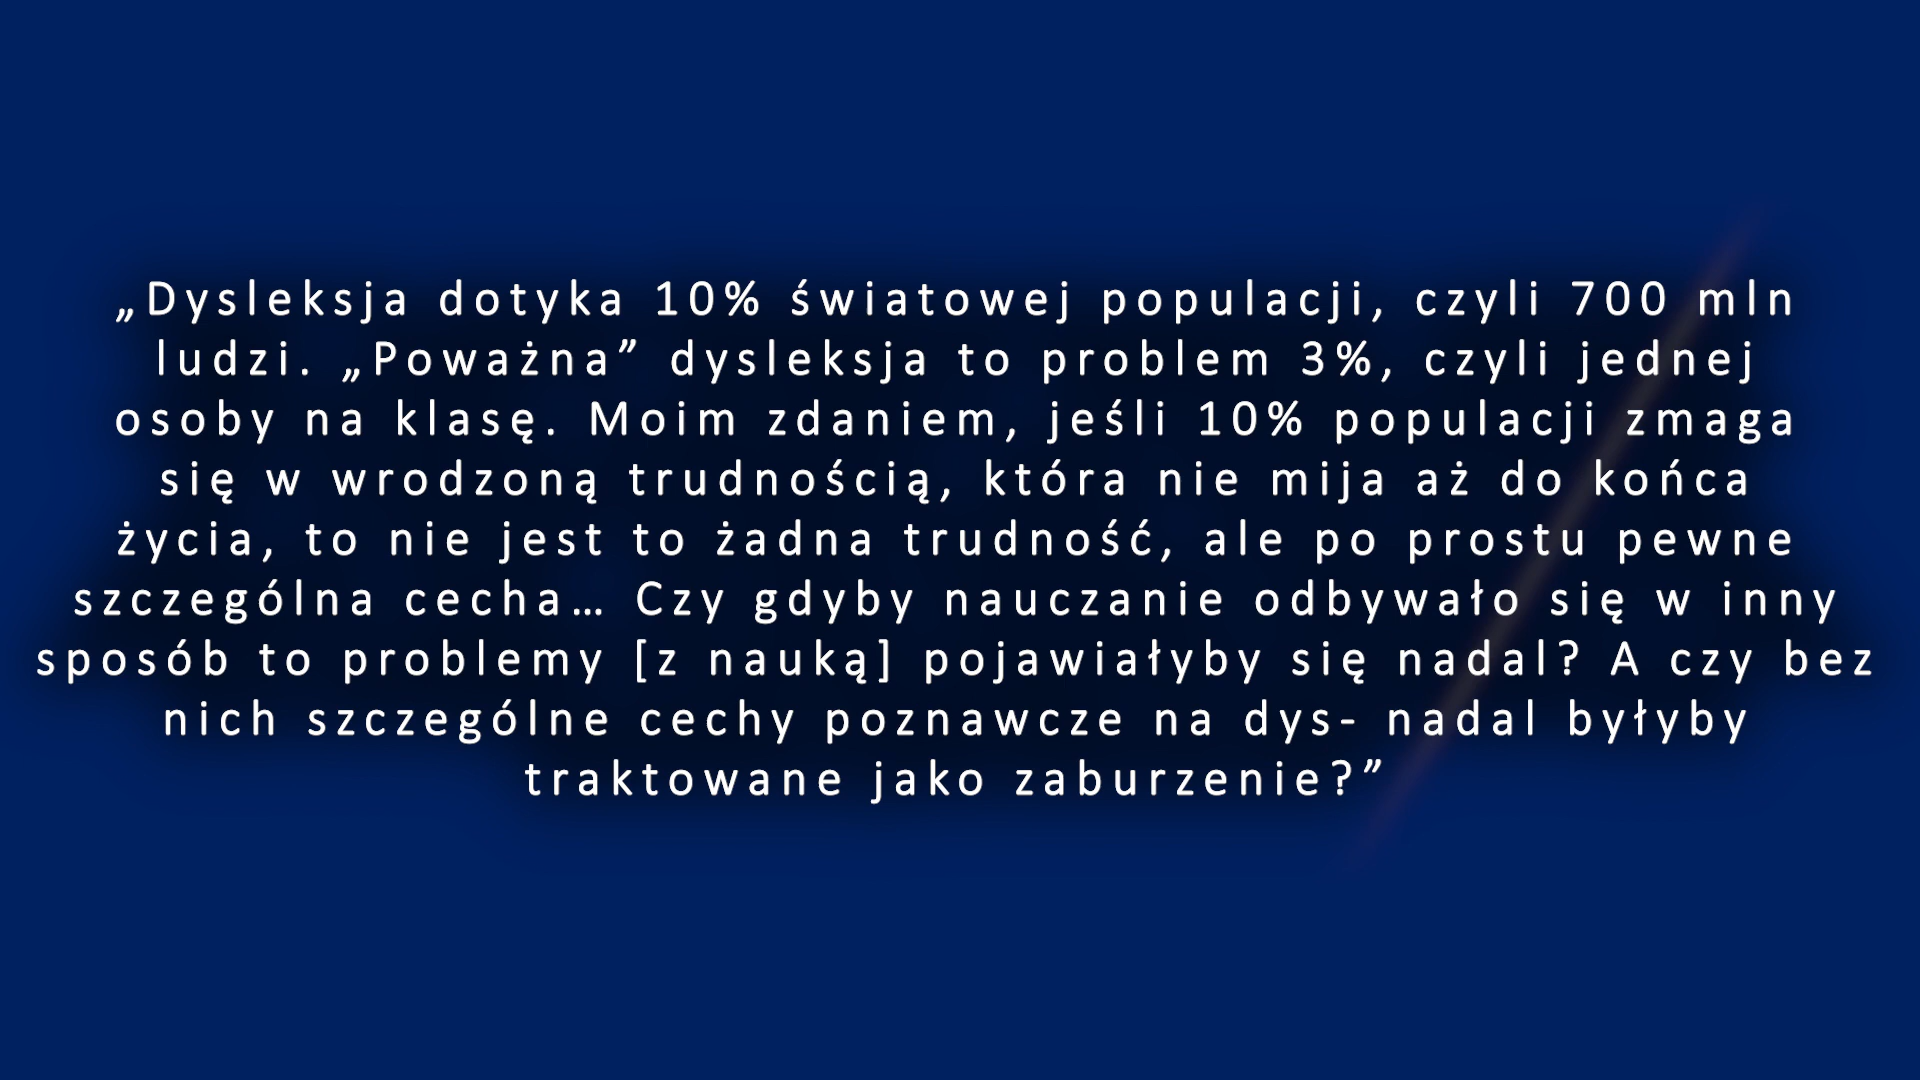 „Dysleksja dotyka 10% światowej populacji, czyli 700 mln
ludzi. „Poważna” dysleksja to problem 3%, czyli jednej
osoby na klasę. Moim zdaniem, jeśli 10% populacji zmaga
się w wrodzoną trudnością, która nie mija aż do końca
życia, to nie jest to żadna trudność, ale po prostu pewne
szczególna cecha… Czy gdyby nauczanie odbywało się w inny
sposób to problemy [z nauką] pojawiałyby się nadal? A czy bez
nich szczególne cechy poznawcze na dys- nadal byłyby
traktowane jako zaburzenie?”